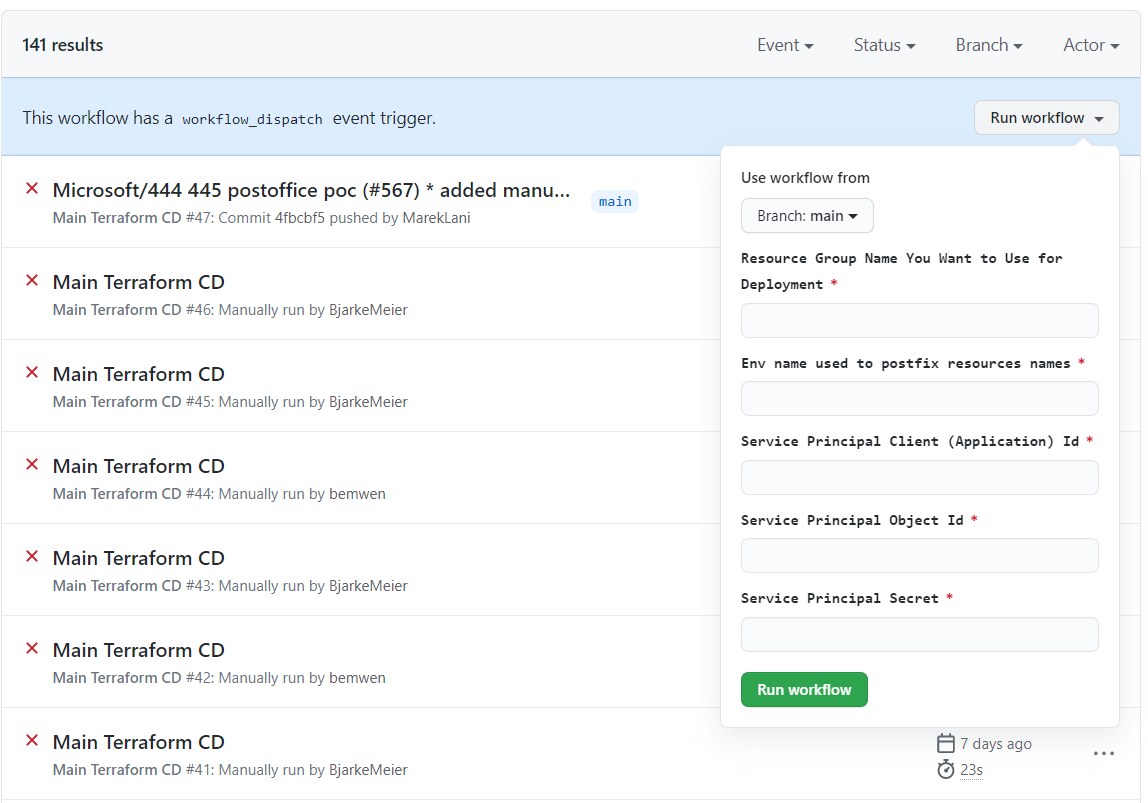 141 results
Event
Status
Branch
Actor
This workflow has a workflow_dispatch event trigger.
Run workflow
Microsoft/444 445 postoffice poc (#567) * added manu...
main
Main Terraform CD #47: Commit 4fbcbf5 pushed by MarekLani
Main Terraform CD
Main Terraform CD #46: Manually run by BjarkeMeier
Main Terraform CD
Main Terraform CD #45: Manually run by BjarkeMeier
Main Terraform CD
Main Terraform CD #44: Manually run by bemwen
Main Terraform CD
Main Terraform CD #43: Manually run by BjarkeMeier
Main Terraform CD
Main Terraform CD #42: Manually run by bemwen
Main Terraform CD
Main Terraform CD #41: Manually run by BjarkeMeier
7 days ago
23s
Use workflow from
Branch: main
Resource Group Name You Want to Use for
Deployment *
Env name used to postfix resources names *
Service Principal Client (Application) Id *
Service Principal Object Id *
Service Principal Secret *
Run workflow